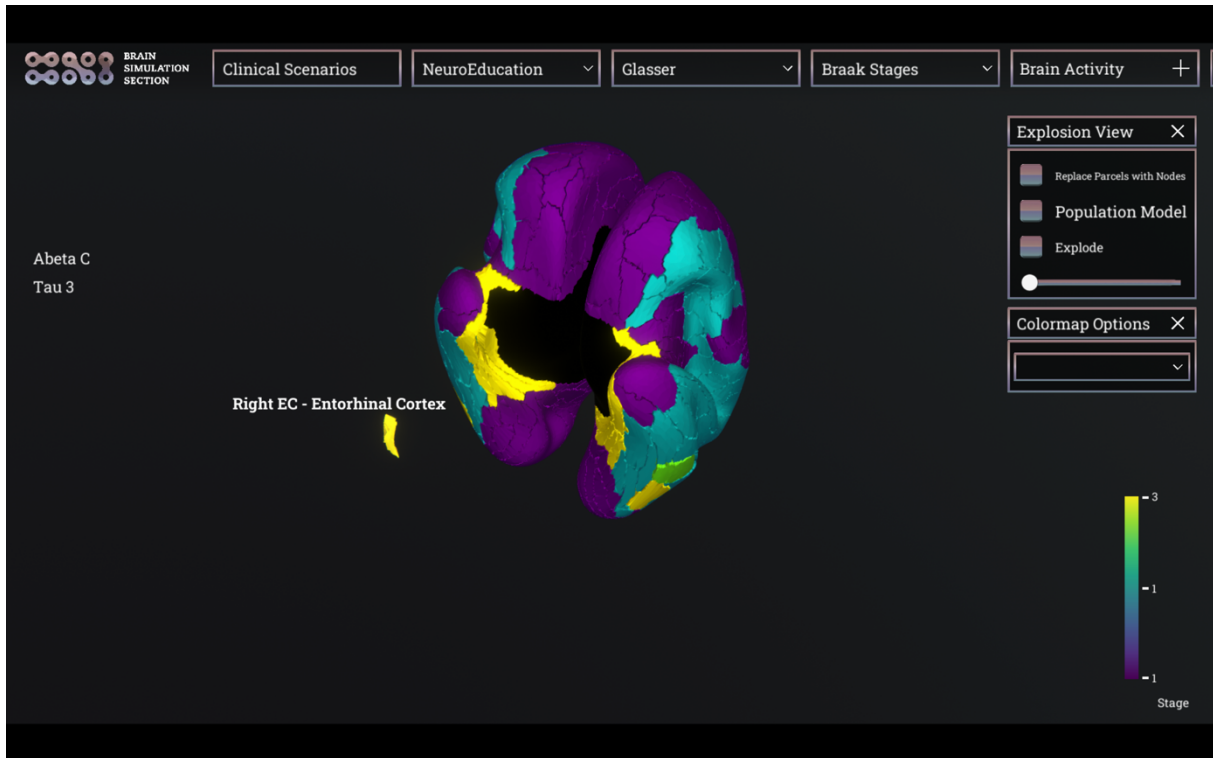 BRAIN
SIMULATION
SECTION
Clinical Scenarios
NeuroEducation
Glasser
Braak Stages
Brain Activity
Explosion View
Replace Parcels with Nodes
Population Model
Explode
Abeta C
Tau 3
Colormap Options
Right EC - Entorhinal Cortex
3
1
1
Stage